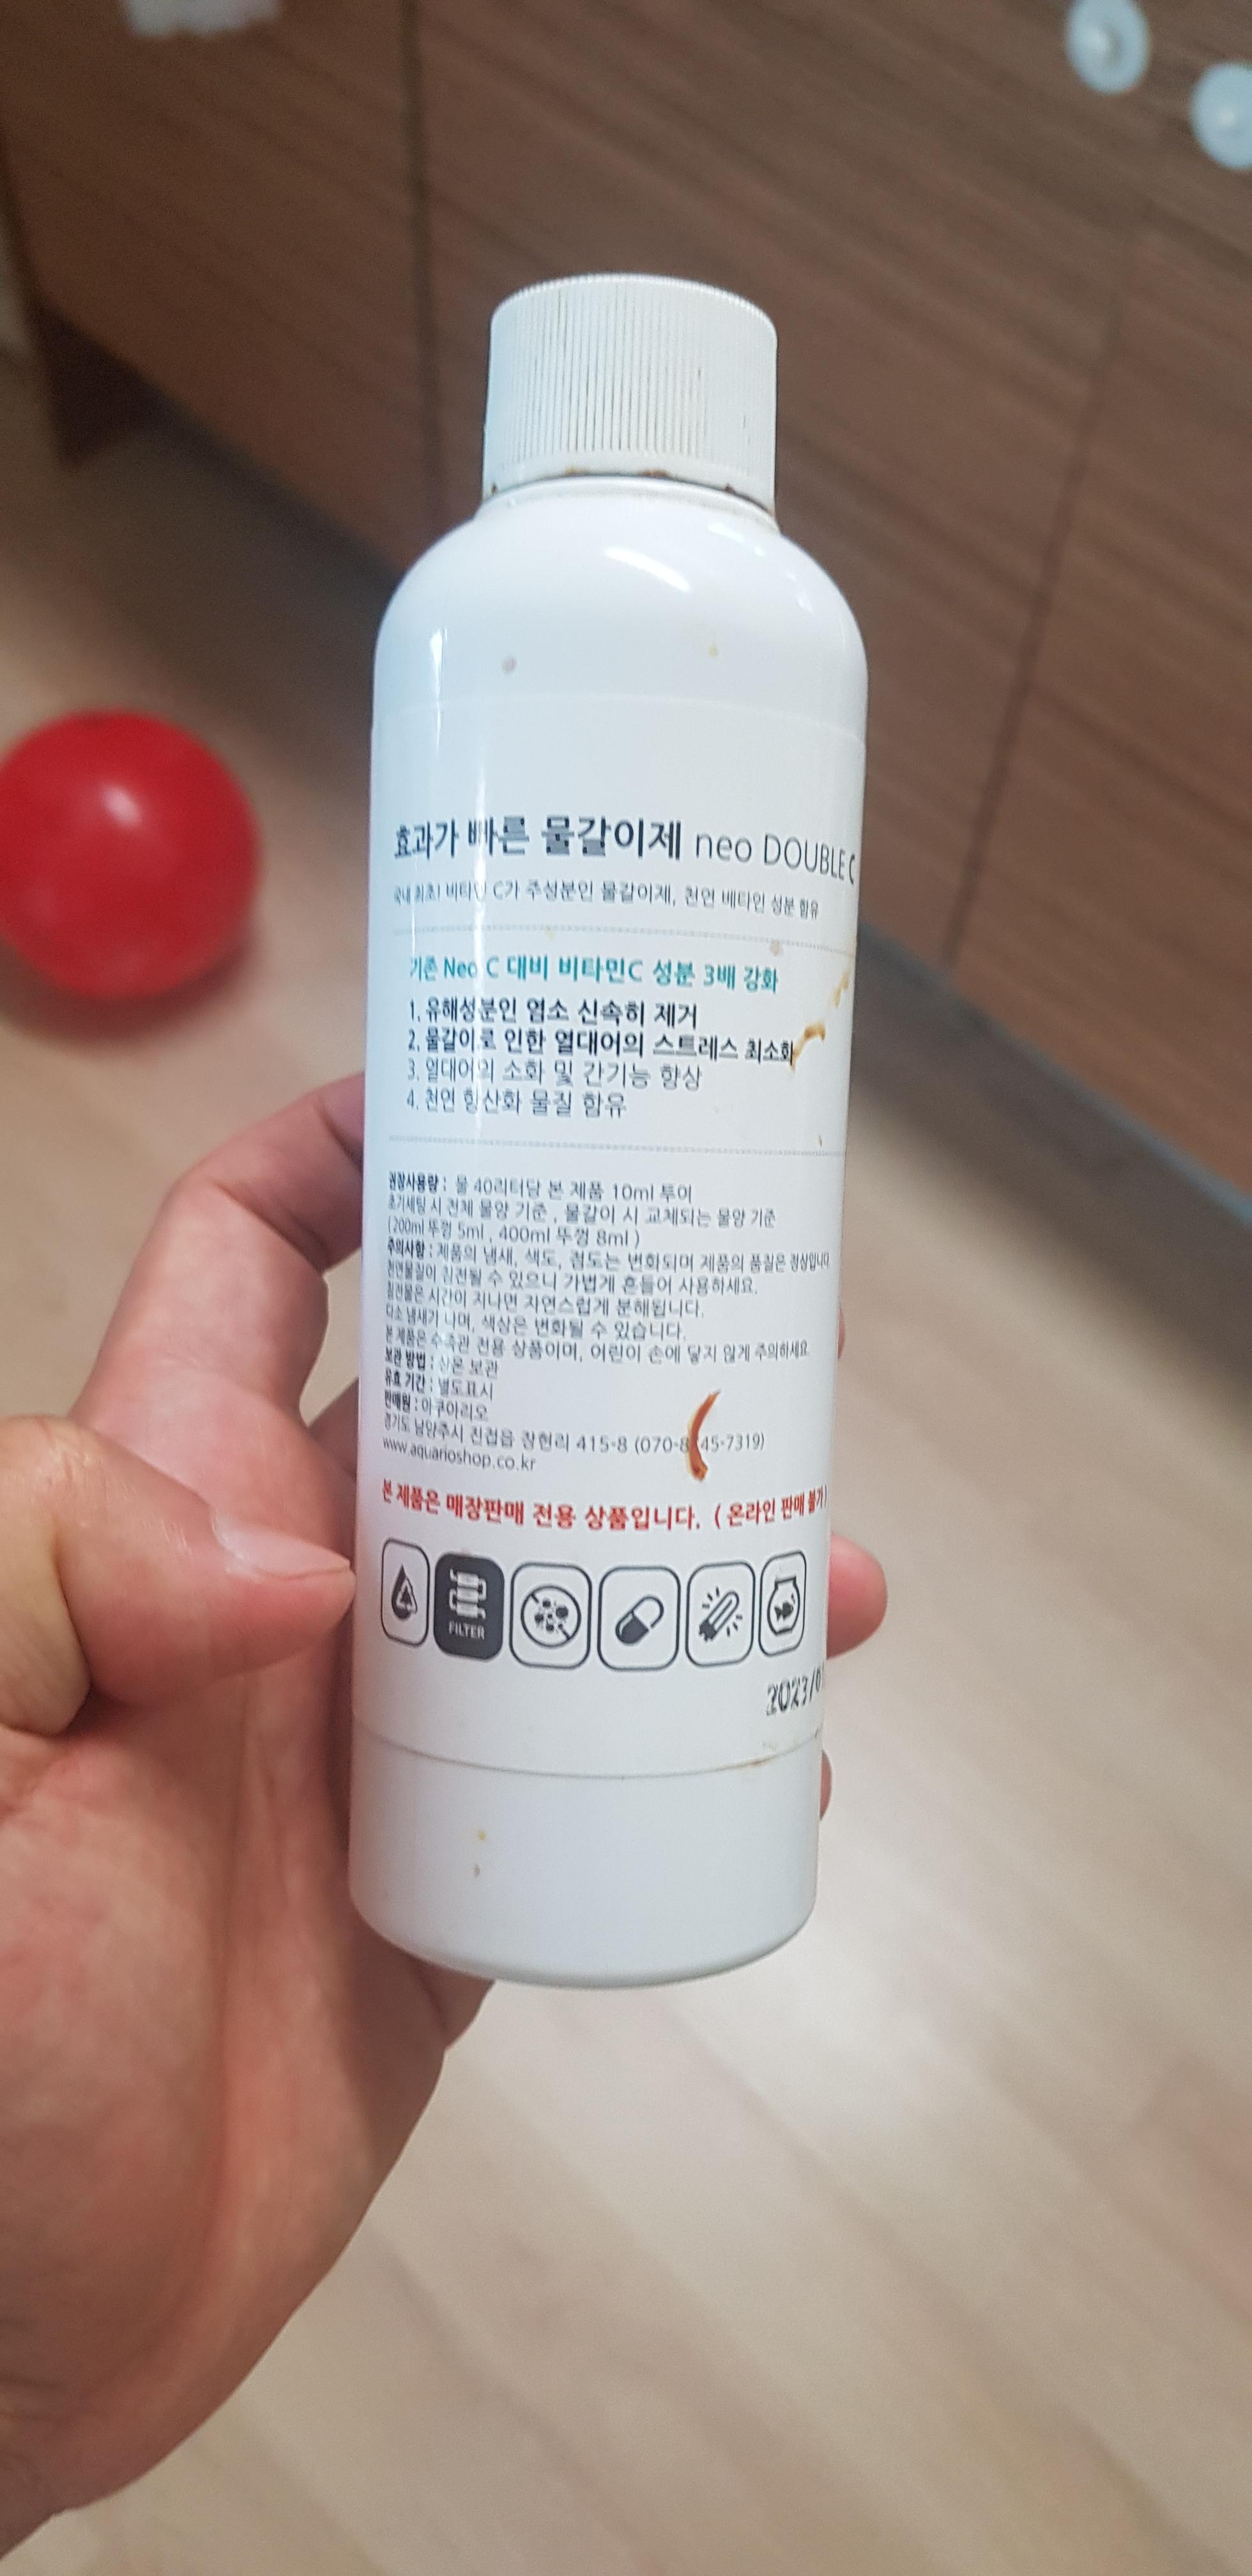 효과가 빠른 물갈이제 neo DOUBLE C
국내 최초! 비타민 C가 주성분인 물갈이제, 천연 베타인 성분 함유
기존 Neo C 대비 비타민C 성분 3배 강화
1. 유해성분인 염소 신속히 제거
2. 물갈이로 인한 열대어의 스트레스 최소화
3. 열대어의 소화 및 간기능 향상
4. 천연 항산화 물질 함유
권장사용량 : 물 40리터당 본 제품 10ml 투여
초기세팅 시 전체 물양 기준 , 물갈이 시 교체되는 물양 기준
(200ml 뚜껑 5ml , 400ml 뚜껑 8ml )
주의사항 : 제품의 냄새, 색도, 점도는 변화되며 제품의 품질은 정상입니다
천연물질이 침전될 수 있으니 가볍게 흔들어 사용하세요.
침전물은 시간이 지나면 자연스럽게 분해됩니다.
다소 냄새가 나며, 색상은 변화될 수 있습니다.
본 제품은 수족관 전용 상품이며, 어린이 손에 닿지 않게 주의하세요.
보관 방법 : 상온 보관
유효 기간 : 별도표시
판매원 : 아쿠아리오
경기도 남양주시 진접읍 장현리 415-8
www.aquarioshop.co.kr
본 제품은 매장판매 전용 상품입니다. ( 온라인 판매 불가)
FILTER
2023/0